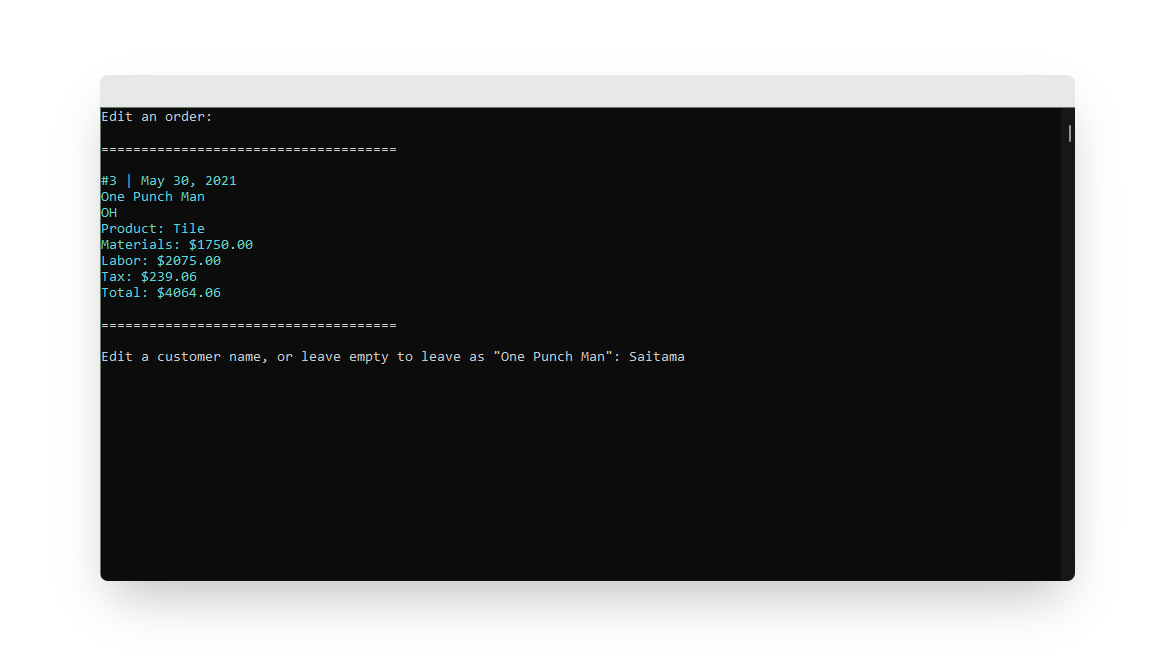 Edit an order:
=====================================
#3 | May 30, 2021
One Punch Man
OH
Product: Tile
Materials: $1750.00
Labor: $2075.00
Tax: $239.06
Total: $4064.06
=====================================
Edit a customer name, or leave empty to leave as "One Punch Man": Saitama